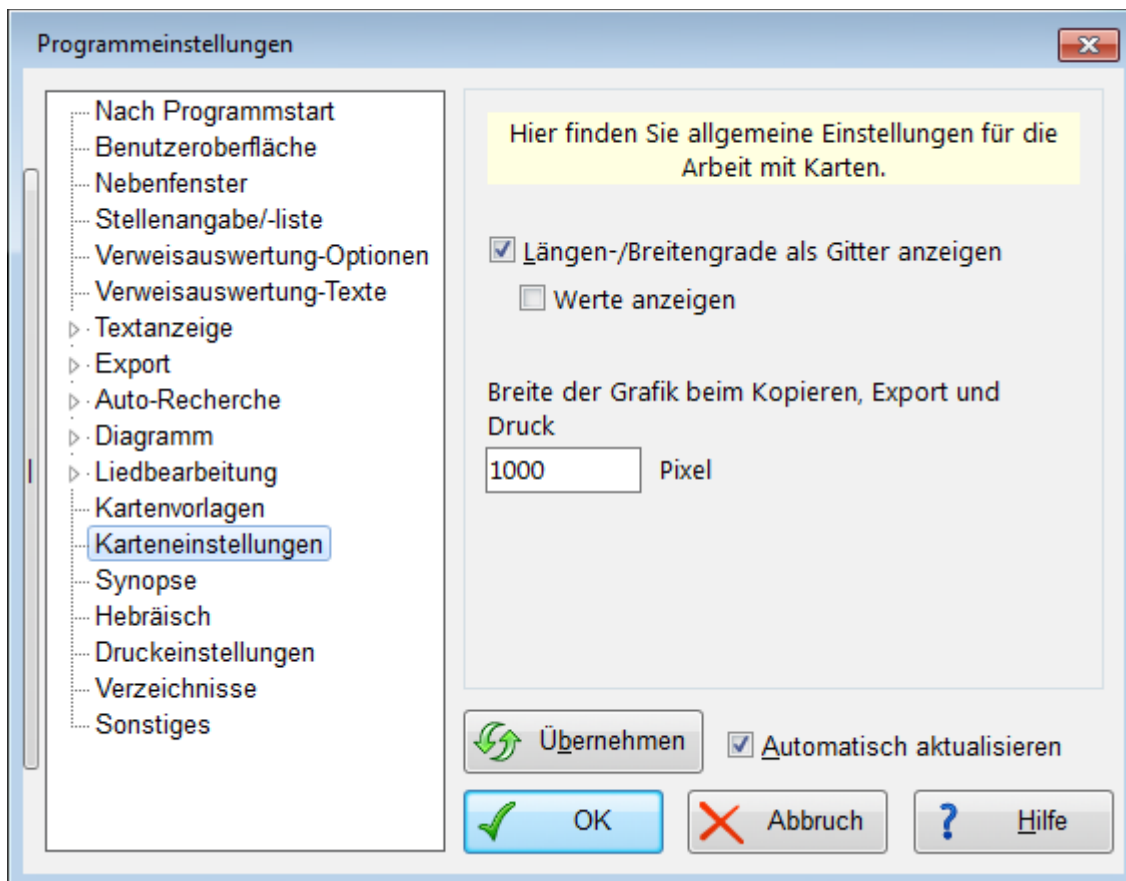 Programmeinstellungen
Nach Programmstart
Benutzeroberfläche
Nebenfenster
Stellenangabe/-liste
Verweisauswertung-Optionen
Verweisauswertung-Texte
Textanzeige
Export
Auto-Recherche
Diagramm
Liedbearbeitung
Kartenvorlagen
Karteneinstellungen
Synopse
Hebräisch
Druckeinstellungen
Verzeichnisse
Sonstiges
Hier finden Sie allgemeine Einstellungen für die
Arbeit mit Karten.
Längen-/Breitengrade als Gitter anzeigen
Werte anzeigen
Breite der Grafik beim Kopieren, Export und
Druck
1000 Pixel
Übernehmen
Automatisch aktualisieren
OK
Abbruch
Hilfe